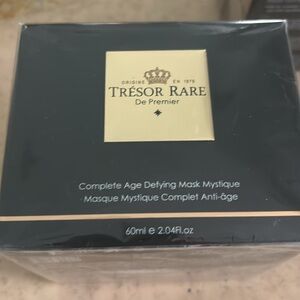 ORIGINE EN 1878
TRÉSOR RARE
De Premier
Complete Age Defying Mask Mystique
Masque Mystique Complet Anti-âge
60ml e 2.04Fl.oz